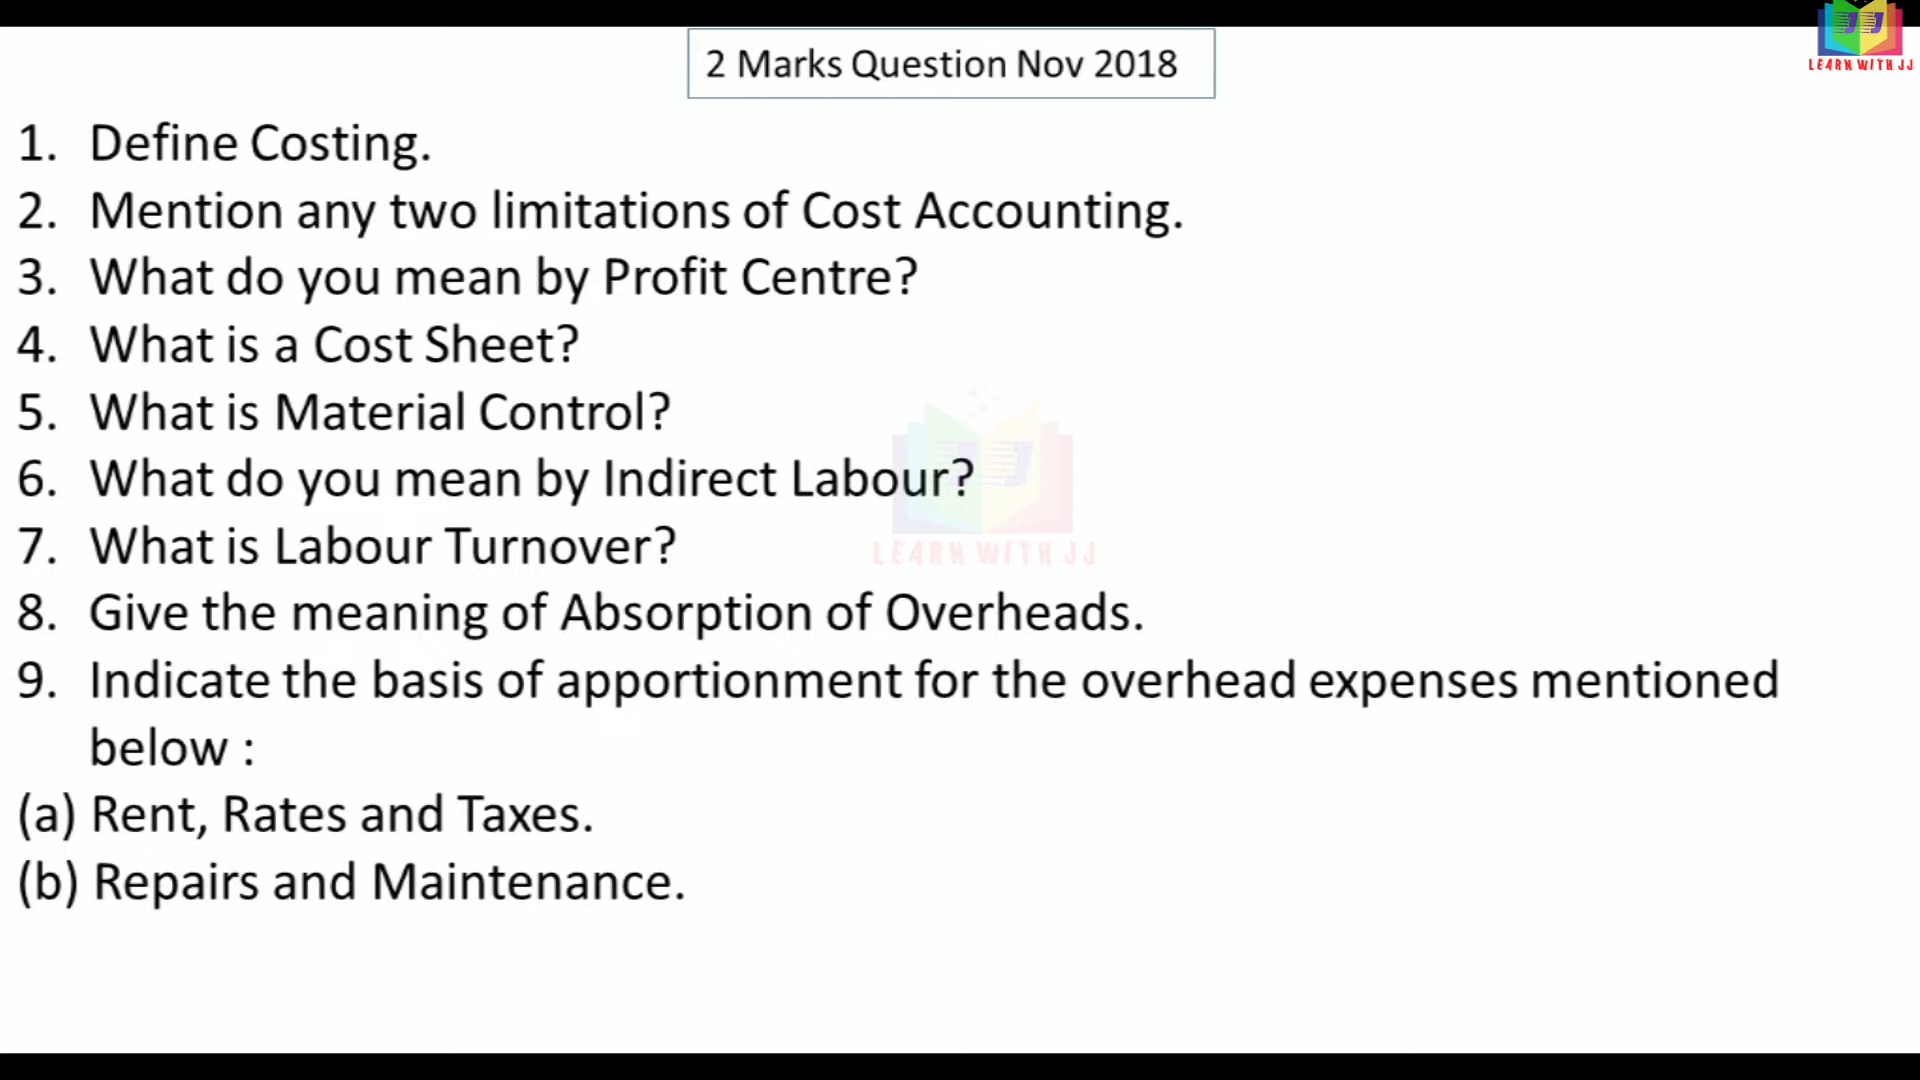 LEARN WITH JJ
2 Marks Question Nov 2018
1. Define Costing.
2. Mention any two limitations of Cost Accounting.
3. What do you mean by Profit Centre?
4. What is a Cost Sheet?
5. What is Material Control?
6. What do you mean by Indirect Labour?
7. What is Labour Turnover?
LEARN WITH JJ
8. Give the meaning of Absorption of Overheads.
9. Indicate the basis of apportionment for the overhead expenses mentioned
below :
(a) Rent, Rates and Taxes.
(b) Repairs and Maintenance.